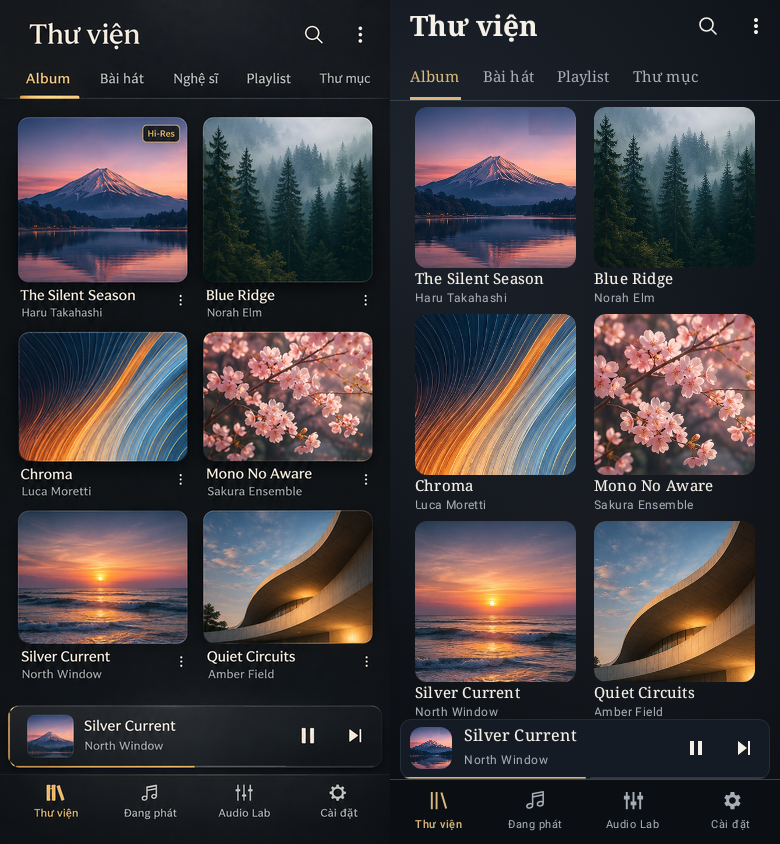 Thư viện
Album Bài hát Nghệ sĩ Playlist Thư mục
Hi-Res
The Silent Season Blue Ridge
Haru Takahashi Norah Elm
Chroma Mono No Aware
Luca Moretti Sakura Ensemble
Silver Current Quiet Circuits
North Window Amber Field
Silver Current
North Window
Thư viện Đang phát Audio Lab Cài đặt
Thư viện
Album Bài hát Playlist Thư mục
The Silent Season Blue Ridge
Haru Takahashi Norah Elm
Chroma Mono No Aware
Luca Moretti Sakura Ensemble
Silver Current Quiet Circuits
North Window Amber Field
Silver Current
North Window
Thư viện Đang phát Audio Lab Cài đặt